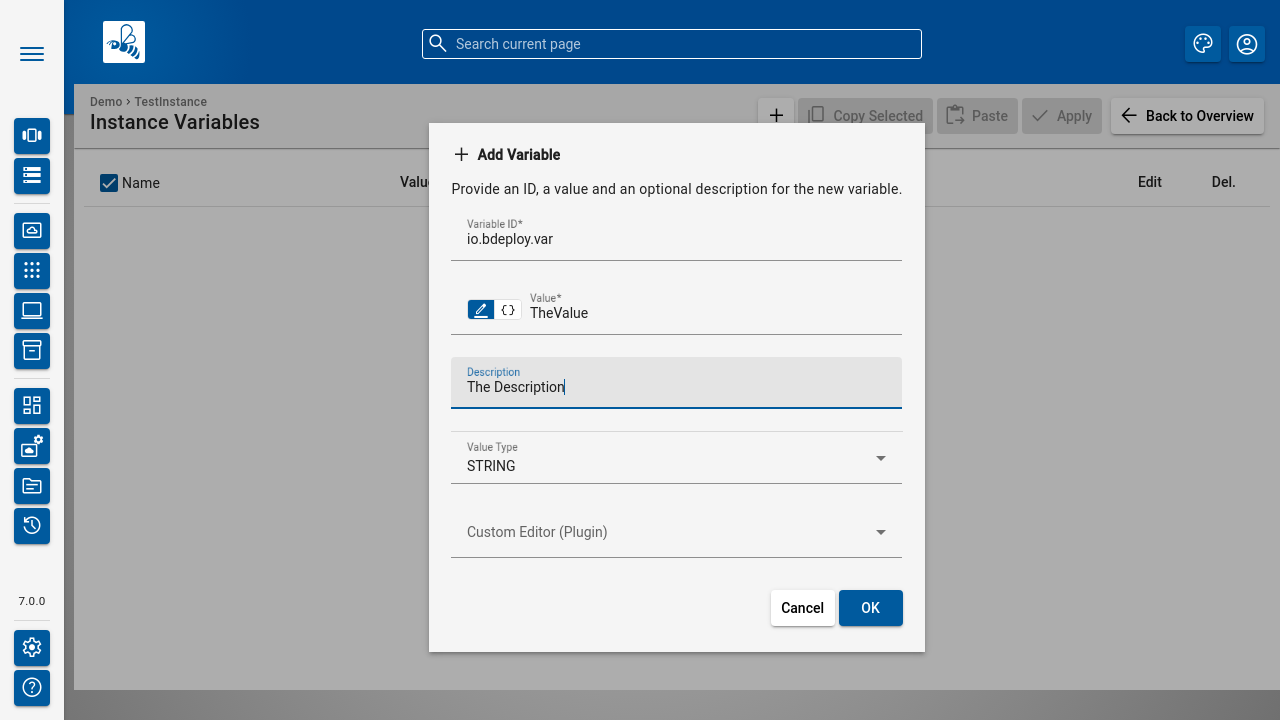 Search current page
Demo › TestInstance
Instance Variables
Copy Selected
Paste
Apply
Back to Overview
Name
Edit
Del.
Add Variable
Provide an ID, a value and an optional description for the new variable.
Variable ID*
io.bdeploy.var
{}
Value*
TheValue
Description
The Description
Value Type
STRING
Custom Editor (Plugin)
Cancel
OK
7.0.0